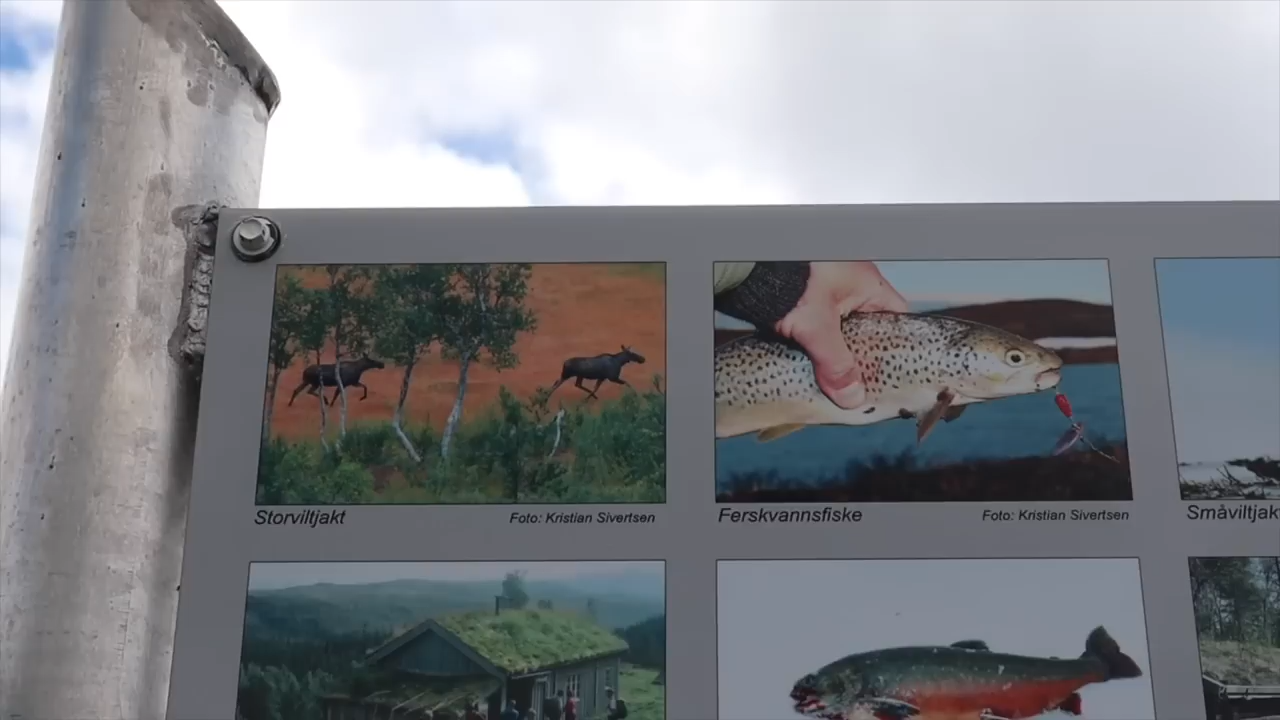 Storviltjakt
Foto: Kristian Sivertsen
Ferskvannsfiske
Foto: Kristian Sivertsen
Småviltjak